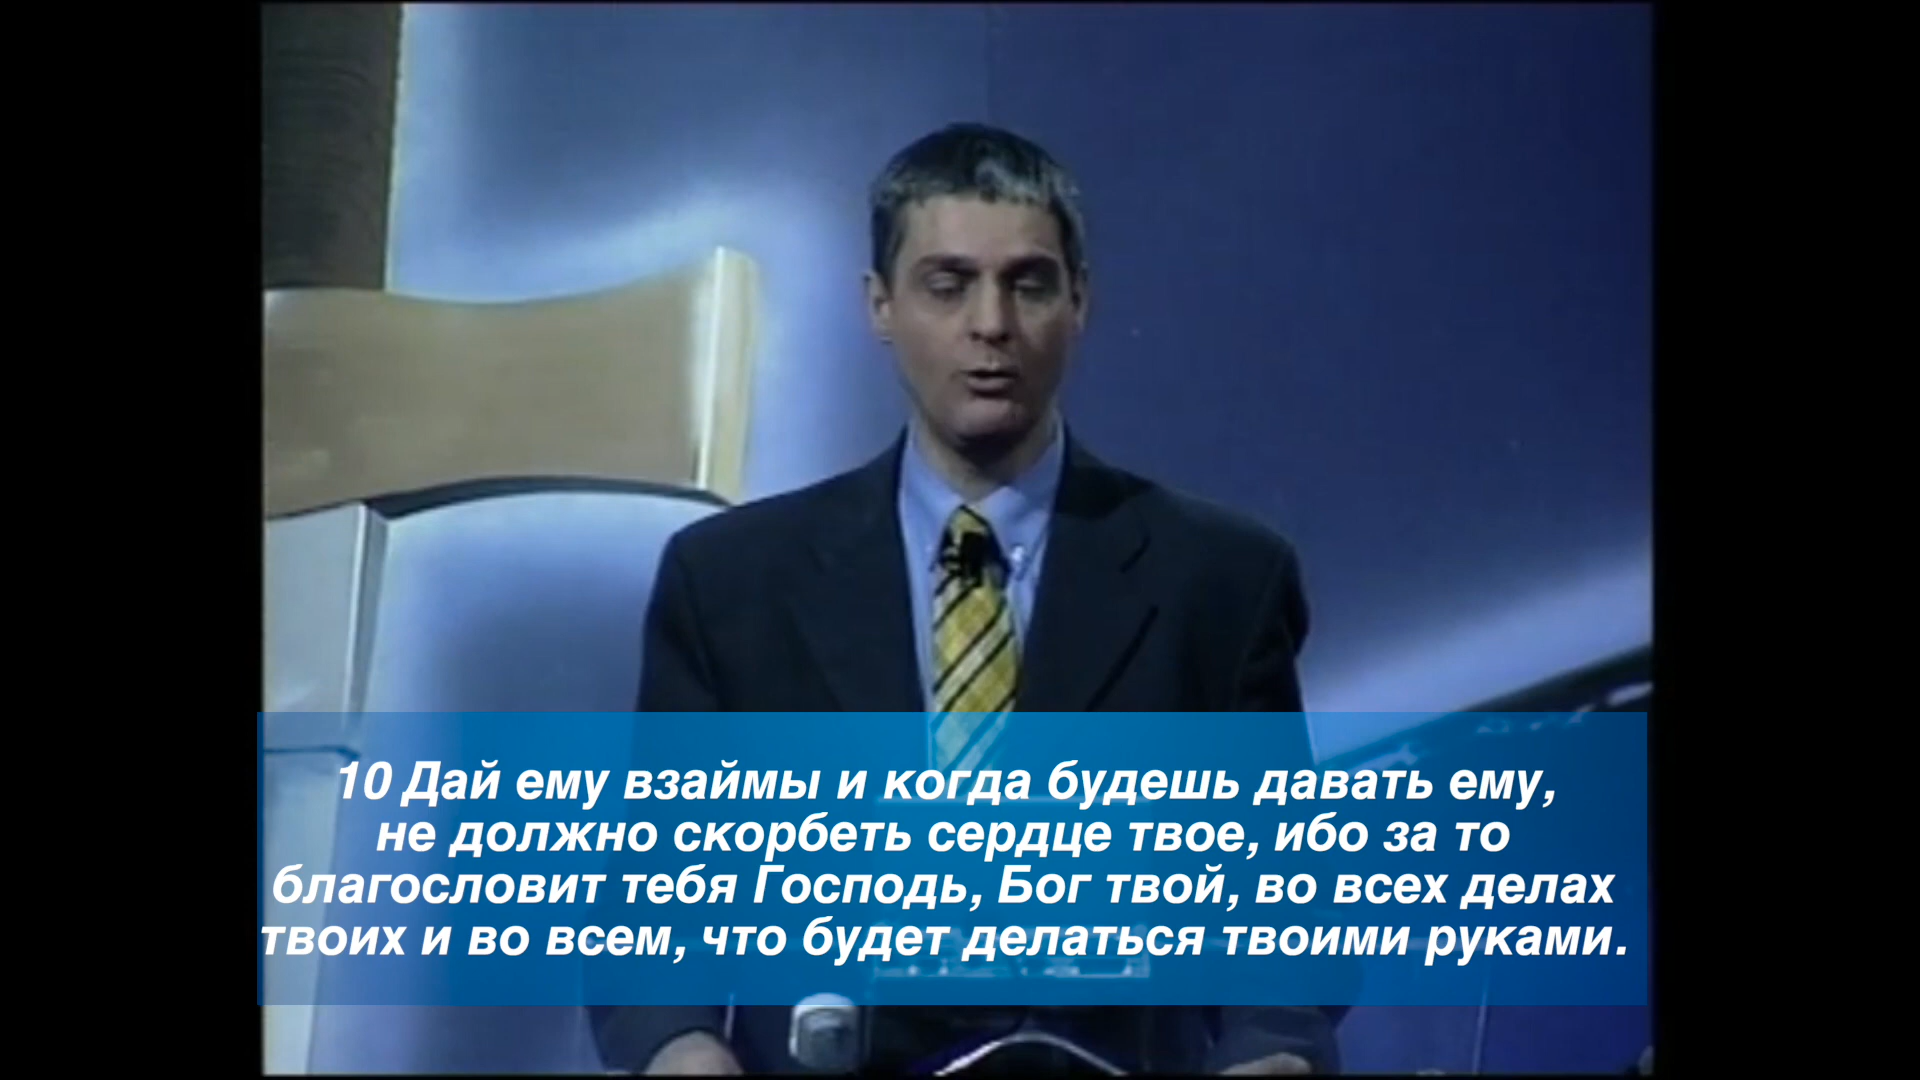 10 Дай ему взаймы и когда будешь давать ему,
не должно скорбеть сердце твое, ибо за то
благословит тебя Господь, Бог твой, во всех делах
твоих и во всем, что будет делаться твоими руками.